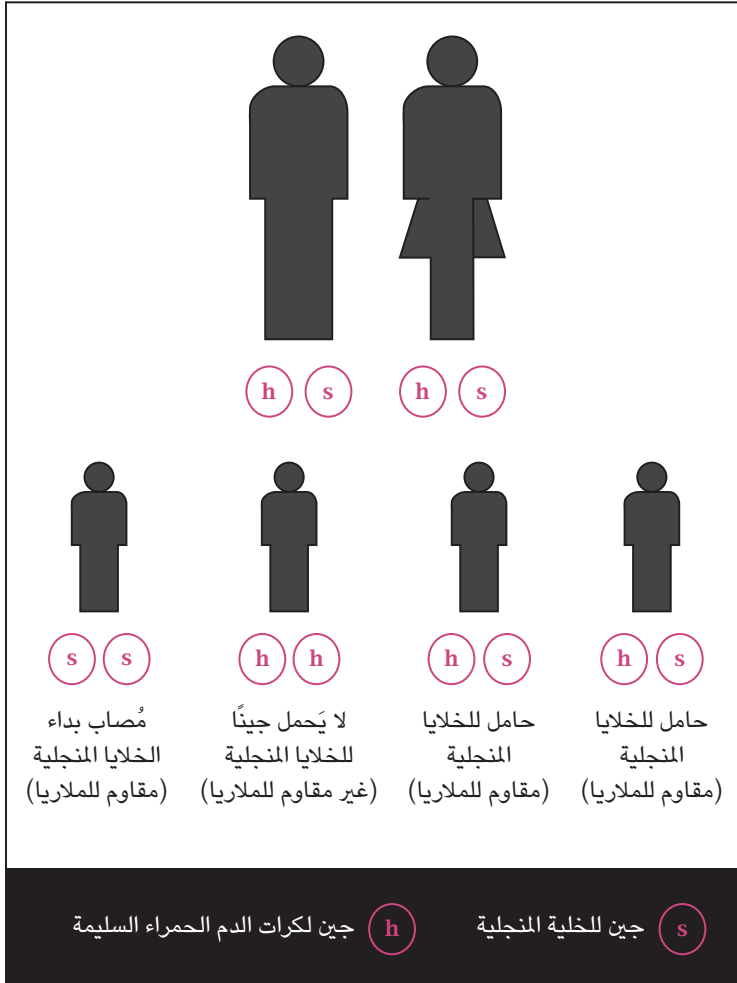 h s h s
s s h h h s h s
حامل للخلايا
المنجلية
(مقاوم للملاريا)
حامل للخلايا
المنجلية
(مقاوم للملاريا)
لا يَحمل جينًا
للخلايا المنجلية
(غير مقاوم للملاريا)
مُصاب بداء
الخلايا المنجلية
(مقاوم للملاريا)
s جين للخلية المنجلية
h جين لكرات الدم الحمراء السليمة